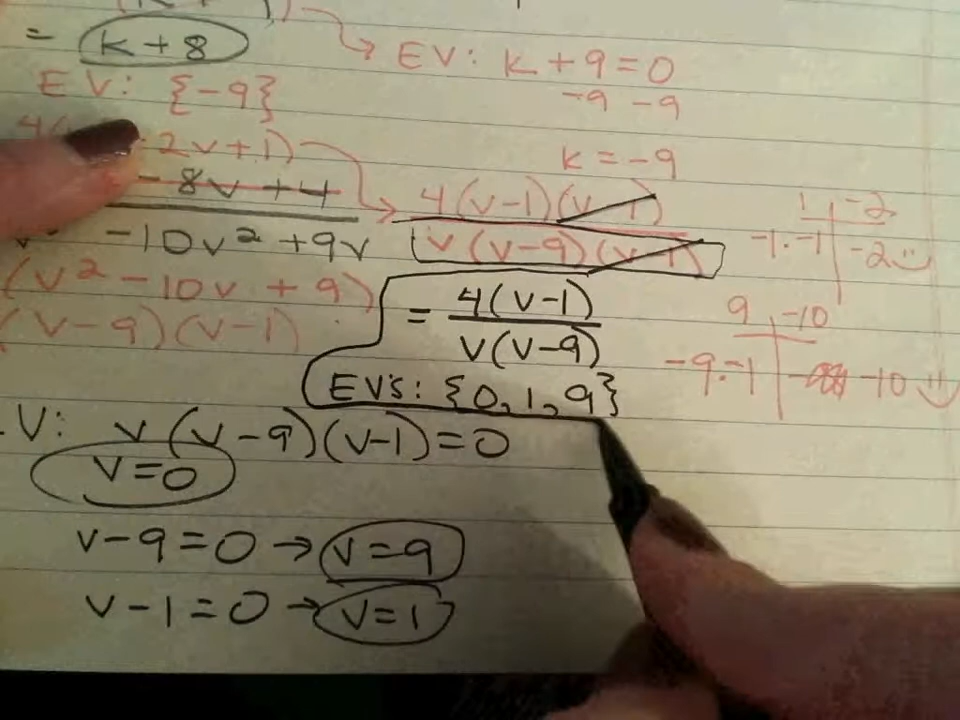 = k + 8
EV: k + 9 = 0
EV: {-9}
-9 -9
k = -9
-2v+1)
- 8v + 4
4(v-1)(v-1)
v(v-9)(v-1)
1 -2
-1·-1 -2
-10v² +9v
(v² - 10v + 9)
(v-9)(v-1)
= 4(v-1)
v(v-9)
9 -10
-9·-1 -10
EV's: {0,1,9}
V: v(v-9)(v-1)=0
v=0
v-9=0 → v=9
v-1=0 → v=1